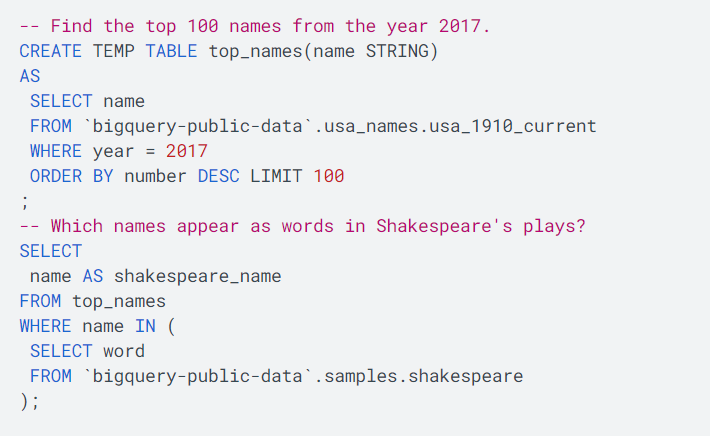 -- Find the top 100 names from the year 2017.
CREATE TEMP TABLE top_names(name STRING)
AS
 SELECT name
 FROM `bigquery-public-data`.usa_names.usa_1910_current
 WHERE year = 2017
 ORDER BY number DESC LIMIT 100
;
-- Which names appear as words in Shakespeare's plays?
SELECT
 name AS shakespeare_name
FROM top_names
WHERE name IN (
 SELECT word
 FROM `bigquery-public-data`.samples.shakespeare
);